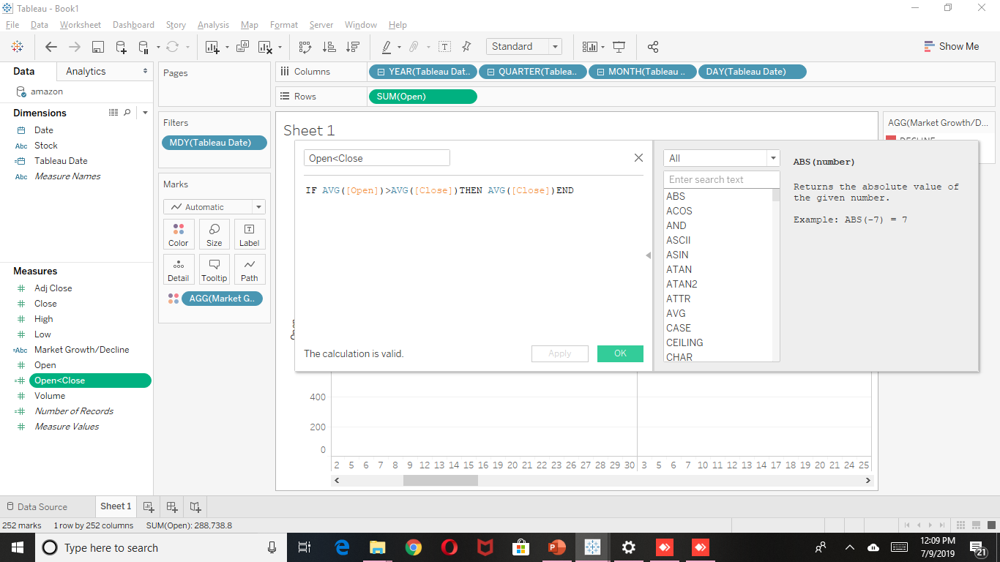 Tableau - Book1
File Data Worksheet Dashboard Story Analysis Map Format Server Window Help
Standard
Show Me
Data Analytics
amazon
Dimensions
Date
Abc Stock
Tableau Date
Abc Measure Names
Measures
Adj Close
Close
High
Low
=Abc Market Growth/Decline
Open
Open<Close
Volume
Number of Records
Measure Values
Pages
Filters
MDY(Tableau Date)
Marks
Automatic
Color Size Label
Detail Tooltip Path
AGG(Market G..
Columns YEAR(Tableau Dat.. QUARTER(Tablea.. MONTH(Tableau .. DAY(Tableau Date)
Rows SUM(Open)
Sheet 1
AGG(Market Growth/D...
DECLINE
Open<Close
IF AVG([Open])>AVG([Close])THEN AVG([Close])END
The calculation is valid.
Apply OK
All
Enter search text
ABS
ACOS
AND
ASCII
ASIN
ATAN
ATAN2
ATTR
AVG
CASE
CEILING
CHAR
ABS(number)
Returns the absolute value of
the given number.
Example: ABS(-7) = 7
Open
400
200
0
2 5 6 7 8 9 12 13 14 15 16 19 20 21 22 23 26 27 28 29 30 3 5 6 7 10 11 12 13 14 17 18 19 20 21 24 25
Data Source Sheet 1
252 marks 1 row by 252 columns SUM(Open): 288,738.8
Type here to search
12:09 PM
7/9/2019
21